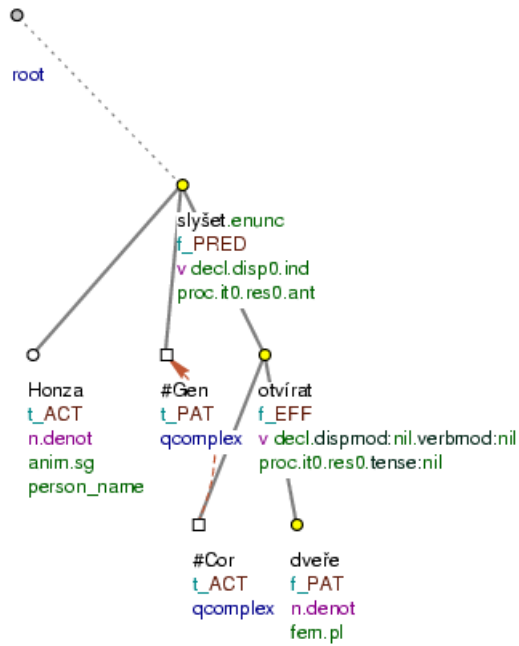 root
slyšet.enunc
f_PRED
v decl.disp0.ind
proc.it0.res0.ant
Honza
t_ACT
n.denot
anim.sg
person_name
#Gen
t_PAT
qcomplex
otvírat
f_EFF
v decl.dispmod:nil.verbmod:nil
proc.it0.res0.tense:nil
#Cor
t_ACT
qcomplex
dveře
f_PAT
n.denot
fem.pl